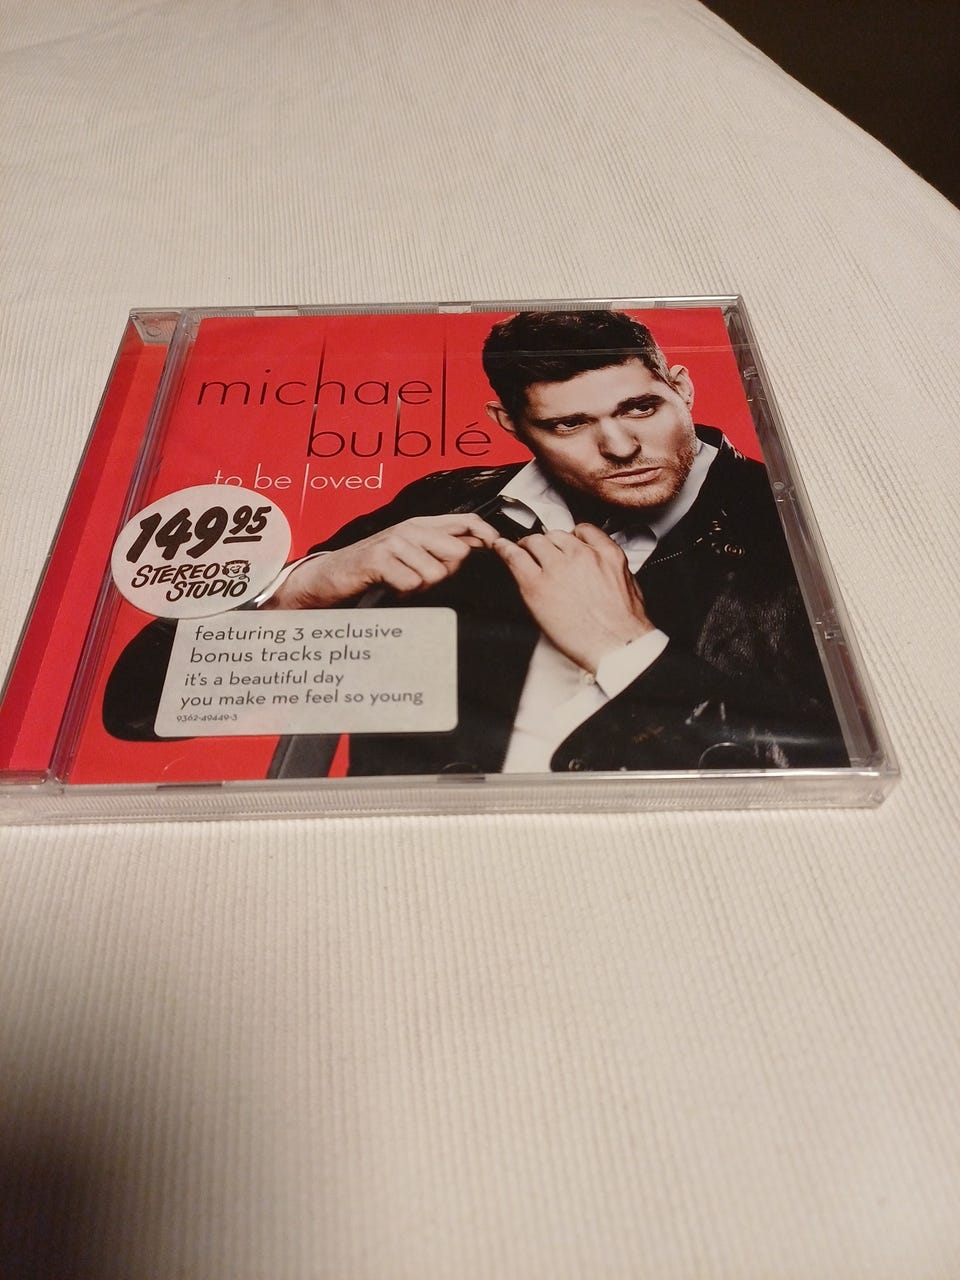 michael
bublé
to be loved
149 95
STEREO
STUDIO
featuring 3 exclusive
bonus tracks plus
it's a beautiful day
you make me feel so young
9362-49449-3